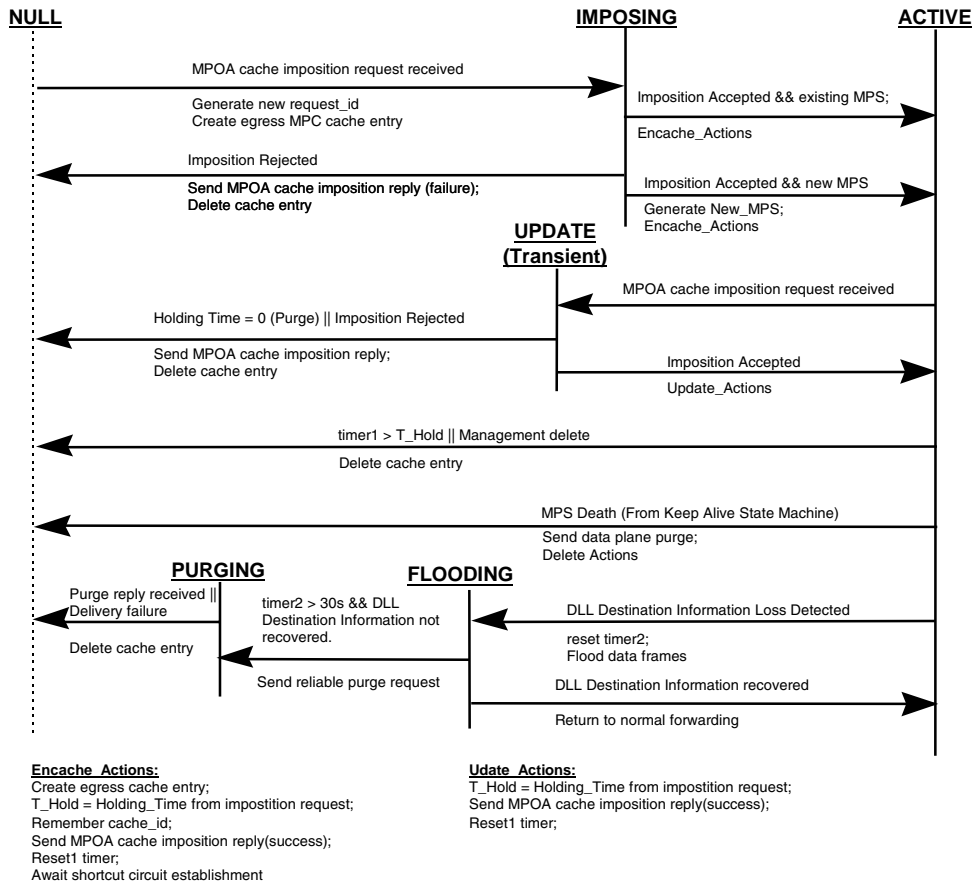 NULL
IMPOSING
ACTIVE
MPOA cache imposition request received
Generate new request_id
Create egress MPC cache entry
Imposition Accepted && existing MPS;
Encache_Actions
Imposition Rejected
Send MPOA cache imposition reply (failure);
Delete cache entry
Imposition Accepted && new MPS
Generate New_MPS;
Encache_Actions
UPDATE
(Transient)
MPOA cache imposition request received
Holding Time = 0 (Purge) || Imposition Rejected
Send MPOA cache imposition reply;
Delete cache entry
Imposition Accepted
Update_Actions
timer1 > T_Hold || Management delete
Delete cache entry
MPS Death (From Keep Alive State Machine)
Send data plane purge;
Delete Actions
PURGING
FLOODING
Purge reply received ||
Delivery failure
Delete cache entry
timer2 > 30s && DLL
Destination Information not
recovered.
Send reliable purge request
DLL Destination Information Loss Detected
reset timer2;
Flood data frames
DLL Destination Information recovered
Return to normal forwarding
Encache_Actions:
Create egress cache entry;
T_Hold = Holding_Time from impostition request;
Remember cache_id;
Send MPOA cache imposition reply(success);
Reset1 timer;
Await shortcut circuit establishment
Udate_Actions:
T_Hold = Holding_Time from impostition request;
Send MPOA cache imposition reply(success);
Reset1 timer;